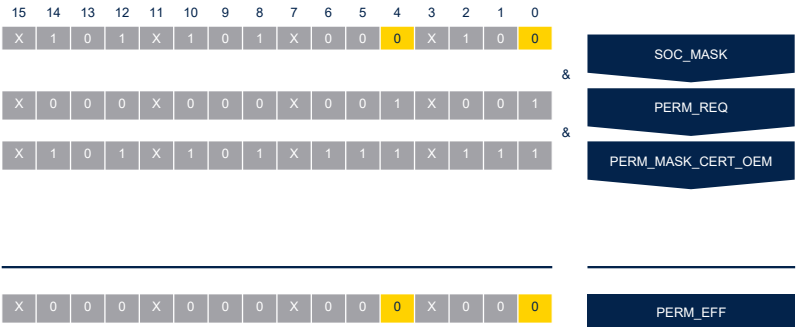 15 14 13 12 11 10 9 8 7 6 5 4 3 2 1 0
X 1 0 1 X 1 0 1 X 0 0 0 X 1 0 0
SOC_MASK
&
X 0 0 0 X 0 0 0 X 0 0 1 X 0 0 1
PERM_REQ
&
X 1 0 1 X 1 0 1 X 1 1 1 X 1 1 1
PERM_MASK_CERT_OEM
X 0 0 0 X 0 0 0 X 0 0 0 X 0 0 0
PERM_EFF